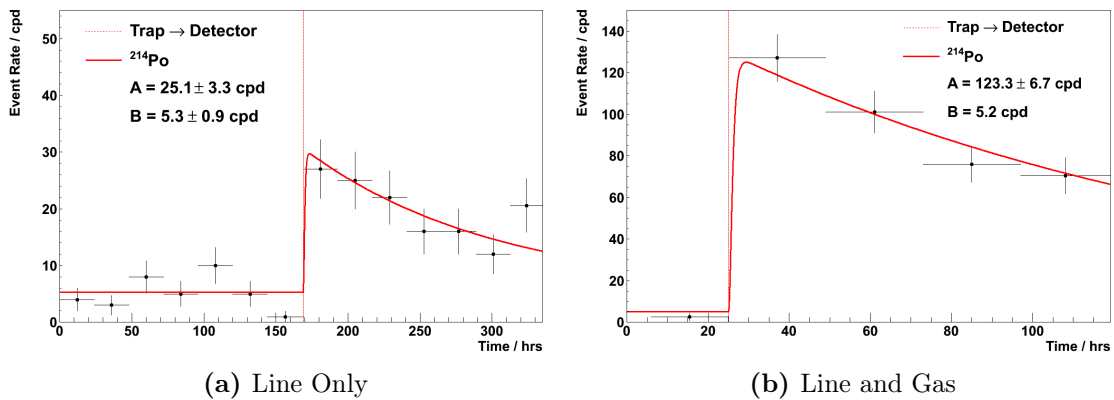 Event Rate / cpd
50
40
30
20
10
0
Trap → Detector
²¹⁴Po
A = 25.1 ± 3.3 cpd
B = 5.3 ± 0.9 cpd
0 50 100 150 200 250 300
Time / hrs
(a) Line Only
Event Rate / cpd
140
120
100
80
60
40
20
0
Trap → Detector
²¹⁴Po
A = 123.3 ± 6.7 cpd
B = 5.2 cpd
0 20 40 60 80 100
Time / hrs
(b) Line and Gas